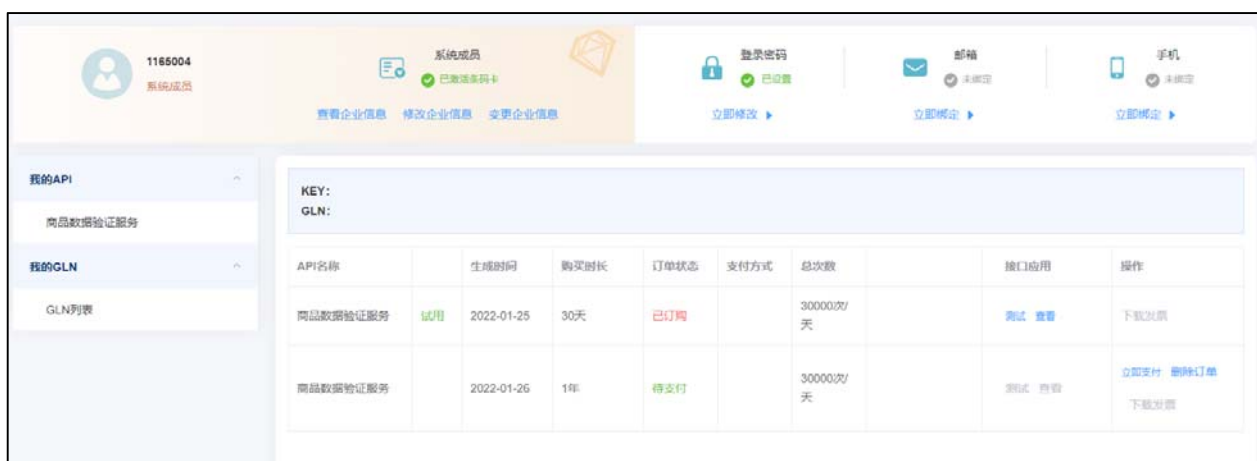 1165004
系统成员
系统成员
已激活条码卡
查看企业信息 修改企业信息 变更企业信息
登录密码
已设置
立即修改
邮箱
未绑定
立即绑定
手机
未绑定
立即绑定
我的API
商品数据验证服务
我的GLN
GLN列表
KEY:
GLN:
API名称 生成时间 购买时长 订单状态 支付方式 总次数 接口应用 操作
商品数据验证服务 试用 2022-01-25 30天 已订购 30000次/天 测试 查看 下载发票
商品数据验证服务 2022-01-26 1年 待支付 30000次/天 测试 查看 立即支付 删除订单
下载发票